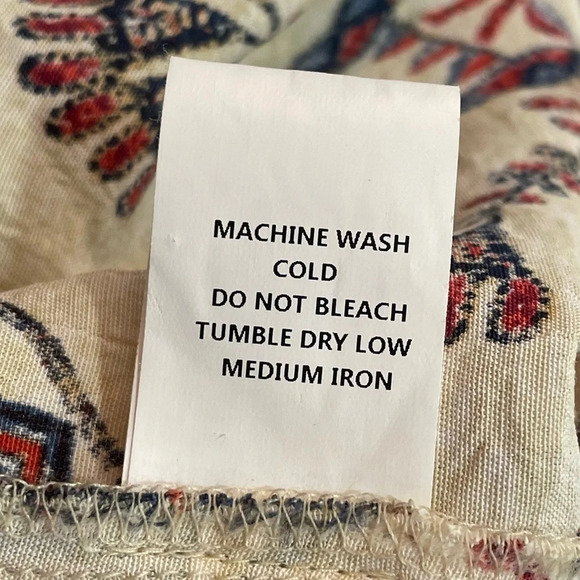 MACHINE WASH
COLD
DO NOT BLEACH
TUMBLE DRY LOW
MEDIUM IRON